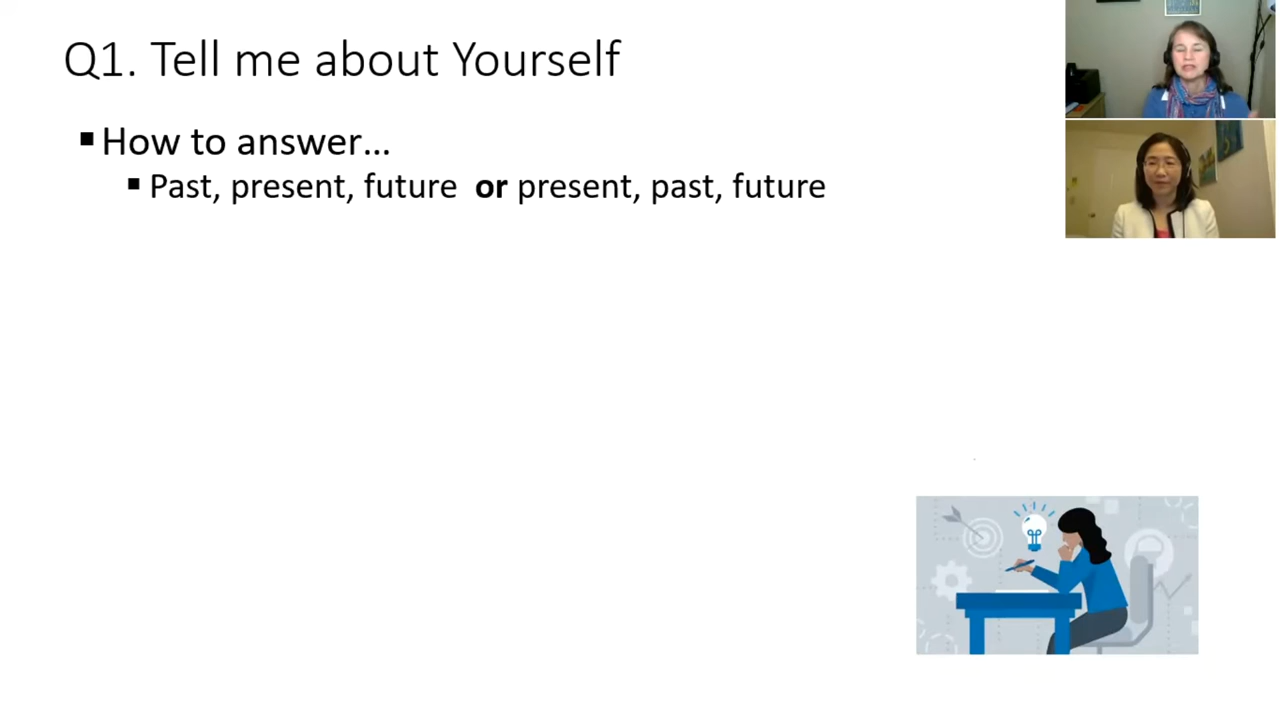 Q1. Tell me about Yourself
▪ How to answer...
▪ Past, present, future or present, past, future